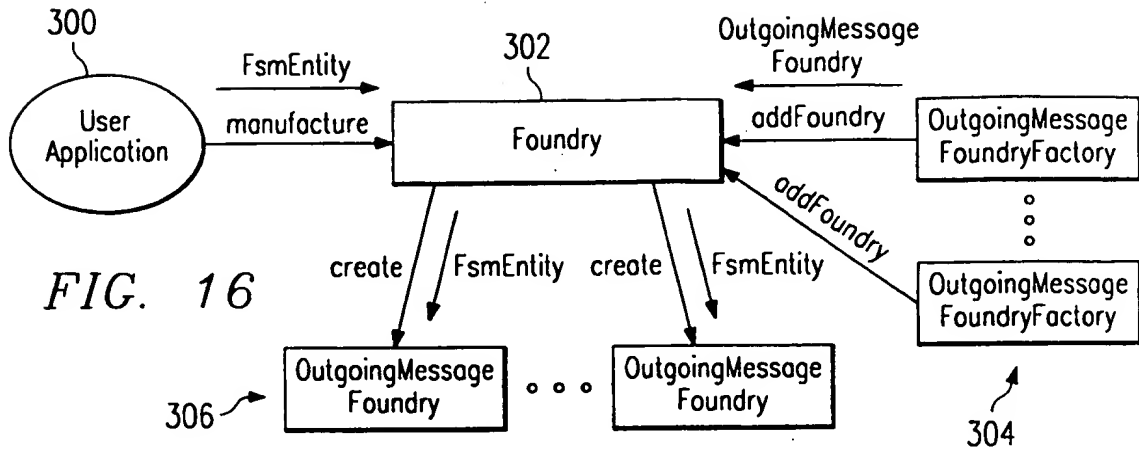 300
FsmEntity
302
OutgoingMessage
Foundry
User
Application
manufacture
Foundry
addFoundry
OutgoingMessage
FoundryFactory
addFoundry
create
FsmEntity
create
FsmEntity
FIG. 16
OutgoingMessage
FoundryFactory
306
OutgoingMessage
Foundry
OutgoingMessage
Foundry
304